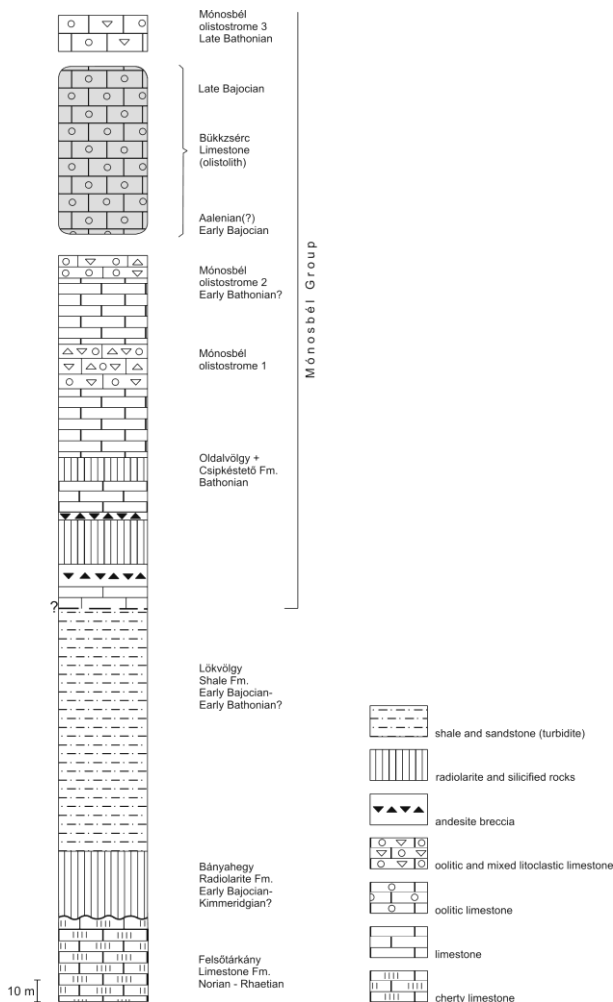 Mónosbél
olistostrome 3
Late Bathonian
Late Bajocian
Bükkzsérc
Limestone
(olistolith)
Aalenian(?)
Early Bajocian
Mónosbél
olistostrome 2
Early Bathonian?
Mónosbél
olistostrome 1
Mónosbél Group
Oldalvölgy +
Csipkéstető Fm.
Bathonian
?
Lökvölgy
Shale Fm.
Early Bajocian-
Early Bathonian?
Bányahegy
Radiolarite Fm.
Early Bajocian-
Kimmeridgian?
Felsőtárkány
Limestone Fm.
Norian - Rhaetian
10 m
shale and sandstone (turbidite)
radiolarite and silicified rocks
andesite breccia
oolitic and mixed litoclastic limestone
oolitic limestone
limestone
cherty limestone